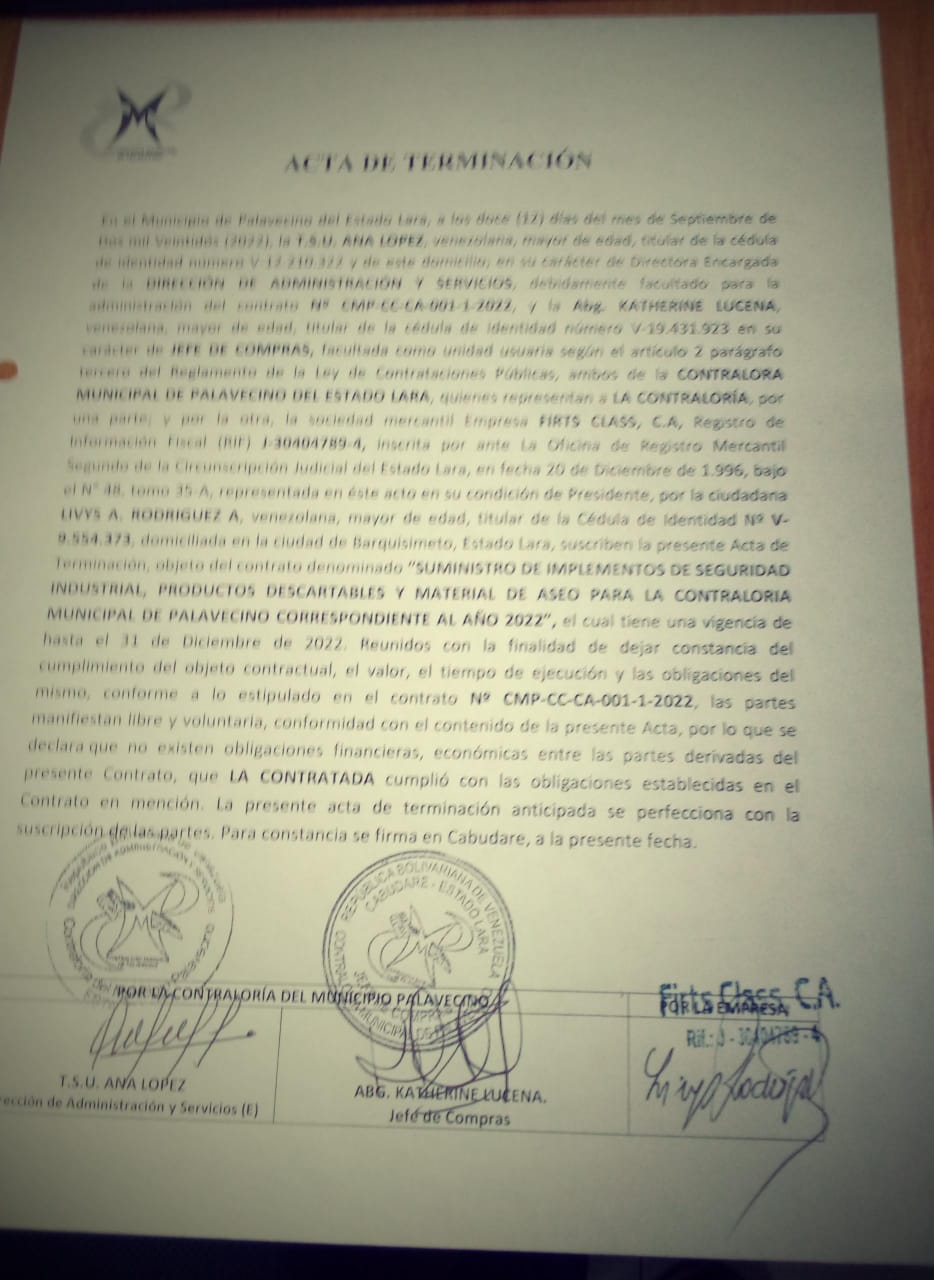 ACTA DE TERMINACIÓN
En el Municipio de Palavecino del Estado Lara, a los doce (12) días del mes de Septiembre de
Dos mil Veintidós (2022), la T.S.U. ANA LOPEZ, venezolana, mayor de edad, titular de la cédula
de identidad número y de este domicilio, en su carácter de Directora Encargada
de la DIRECCIÓN DE ADMINISTRACIÓN Y SERVICIOS, debidamente facultado para la
administración del contrato Nº CMP-CC-CA-001-1-2022, y la Abg. KATHERINE LUCENA,
venezolana, mayor de edad, titular de la cédula de identidad número V-19.431.923 en su
carácter de JEFE DE COMPRAS, facultada como unidad usuaria según el artículo 2 parágrafo
tercero del Reglamento de la Ley de Contrataciones Públicas, ambos de la CONTRALORA
MUNICIPAL DE PALAVECINO DEL ESTADO LARA, quienes representan a LA CONTRALORÍA, por
una parte; y por la otra, la sociedad mercantil Empresa FIRTS CLASS, C.A, Registro de
Información Fiscal (RIF) J-30404789-4, inscrita por ante La Oficina de Registro Mercantil
Segundo de la Circunscripción Judicial del Estado Lara, en fecha 20 de Diciembre de 1.996, bajo
el N° 48, tomo 35-A, representada en éste acto en su condición de Presidente, por la ciudadana
LIVYS A. RODRIGUEZ A, venezolana, mayor de edad, titular de la Cédula de Identidad Nº V-
9.554.373, domiciliada en la ciudad de Barquisimeto, Estado Lara, suscriben la presente Acta de
Terminación, objeto del contrato denominado "SUMINISTRO DE IMPLEMENTOS DE SEGURIDAD
INDUSTRIAL, PRODUCTOS DESCARTABLES Y MATERIAL DE ASEO PARA LA CONTRALORIA
MUNICIPAL DE PALAVECINO CORRESPONDIENTE AL AÑO 2022", el cual tiene una vigencia de
hasta el 31 de Diciembre de 2022. Reunidos con la finalidad de dejar constancia del
cumplimiento del objeto contractual, el valor, el tiempo de ejecución y las obligaciones del
mismo, conforme a lo estipulado en el contrato Nº CMP-CC-CA-001-1-2022, las partes
manifiestan libre y voluntaria, conformidad con el contenido de la presente Acta, por lo que se
declara que no existen obligaciones financieras, económicas entre las partes derivadas del
presente Contrato, que LA CONTRATADA cumplió con las obligaciones establecidas en el
Contrato en mención. La presente acta de terminación anticipada se perfecciona con la
suscripción de las partes. Para constancia se firma en Cabudare, a la presente fecha.
REPÚBLICA BOLIVARIANA DE VENEZUELA
CABUDARE - ESTADO LARA
POR LA CONTRALORÍA DEL MUNICIPIO PALAVECINO
Firts Class, C.A.
POR LA EMPRESA
Rif.: J - 30404789 - 4
T.S.U. ANA LOPEZ
rección de Administración y Servicios (E)
ABG. KATHERINE LUCENA.
Jefe de Compras